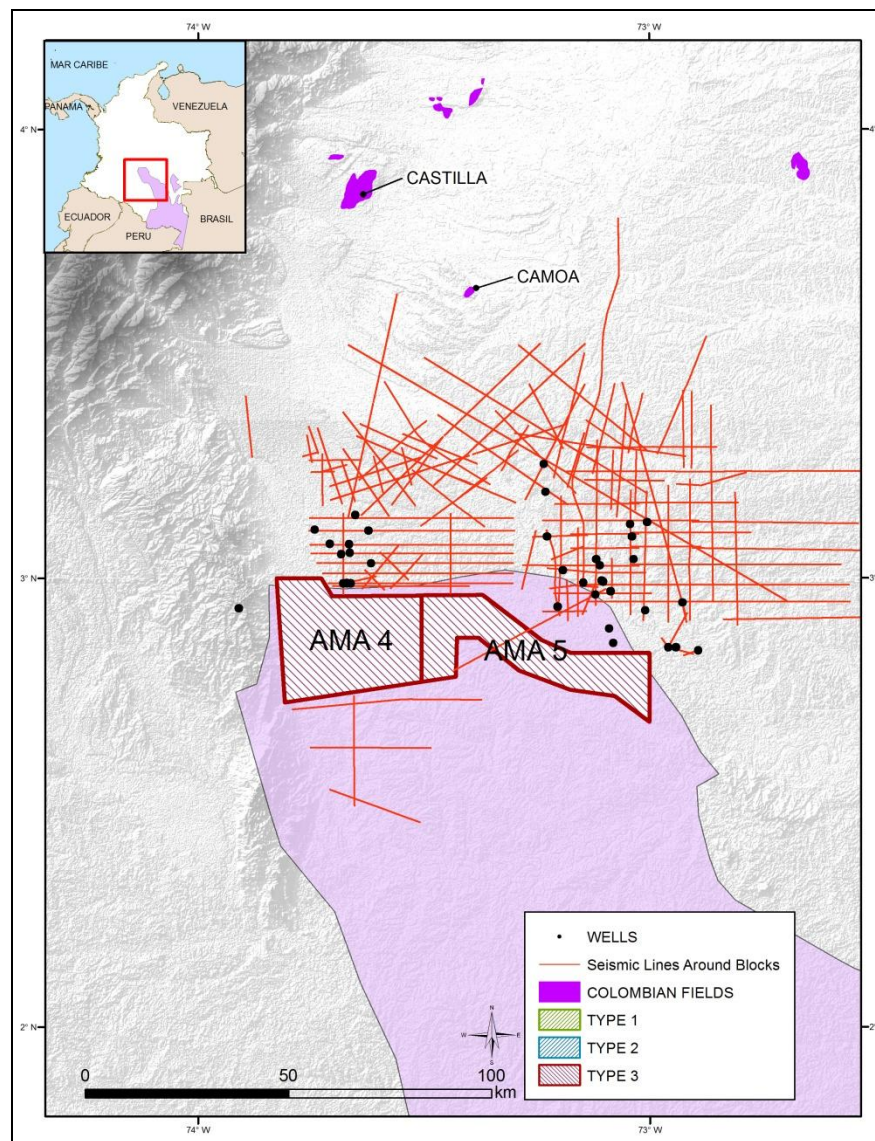 74° W
73° W
MAR CARIBE
PANAMA
VENEZUELA
ECUADOR
PERU
BRASIL
4° N
4°
CASTILLA
CAMOA
3° N
3° N
AMA 4
AMA 5
2° N
2°
WELLS
Seismic Lines Around Blocks
COLOMBIAN FIELDS
TYPE 1
TYPE 2
TYPE 3
N
W
E
S
0
50
100
km
74° W
73° W